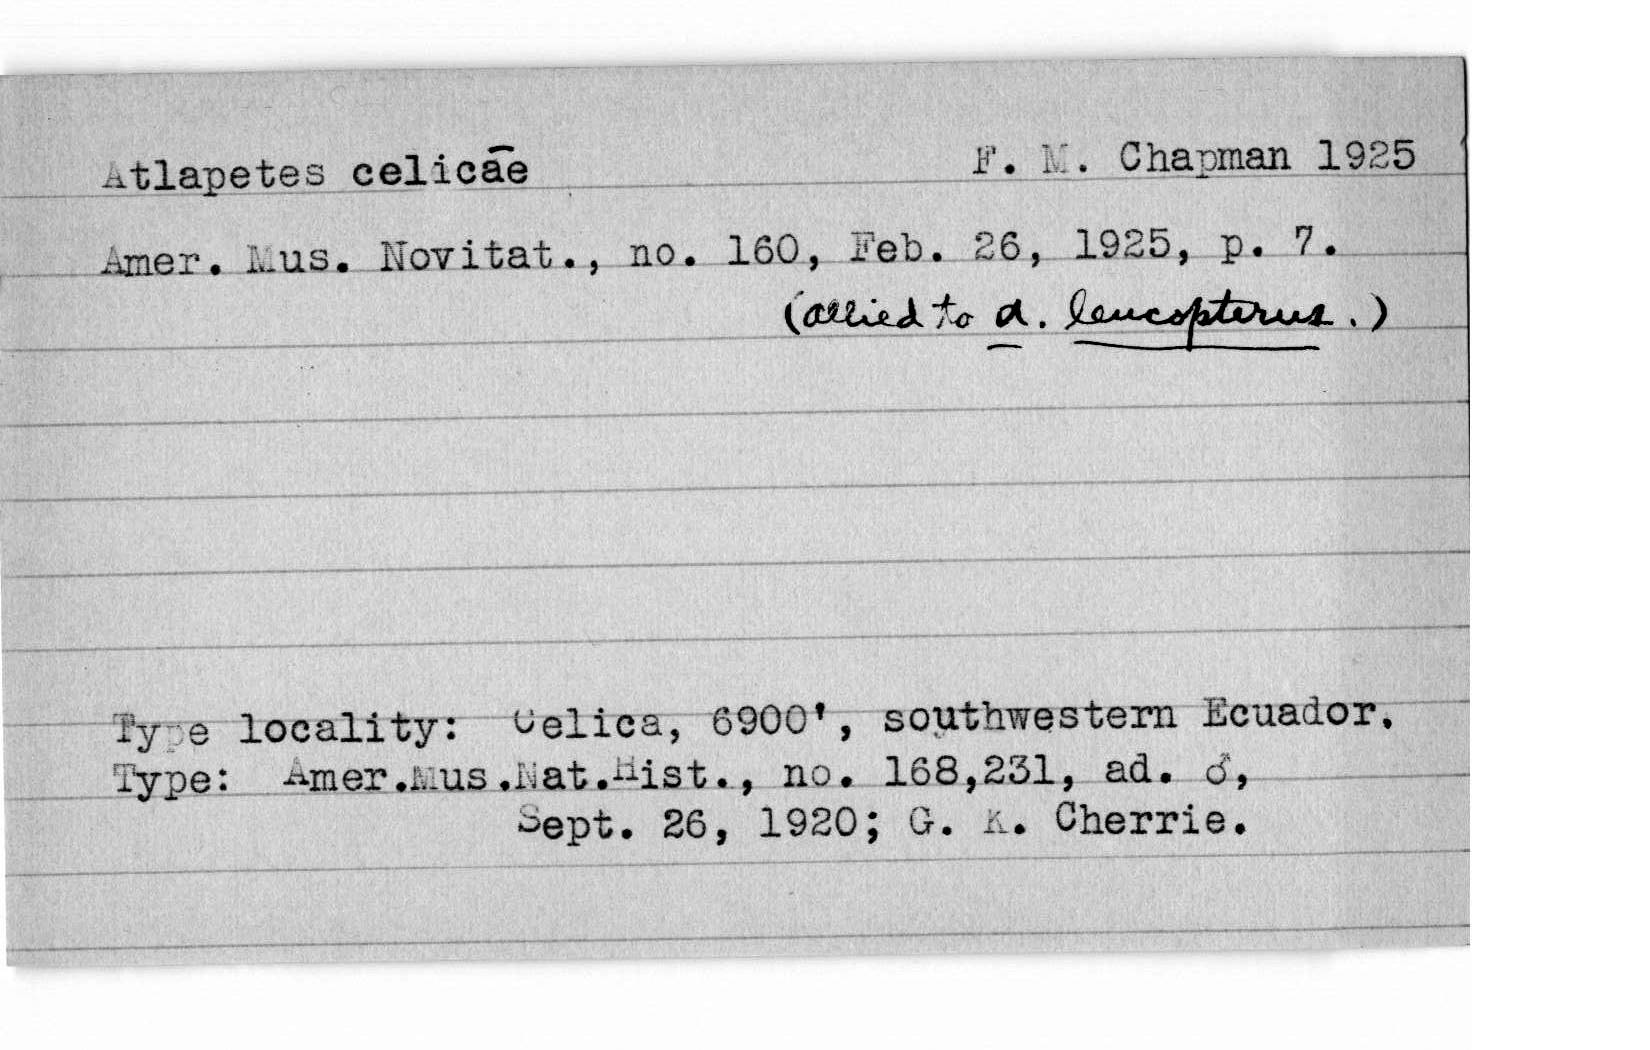 Atlapetes celicæ F. M. Chapman 1925
Amer. Mus. Novitat., no. 160, Feb. 26, 1925, p. 7.
(allied to a. leucopterus.)
Type locality: Celica, 6900', southwestern Ecuador.
Type: Amer.Mus.Nat.Hist., no. 168,231, ad. ♂,
Sept. 26, 1920; G. K. Cherrie.